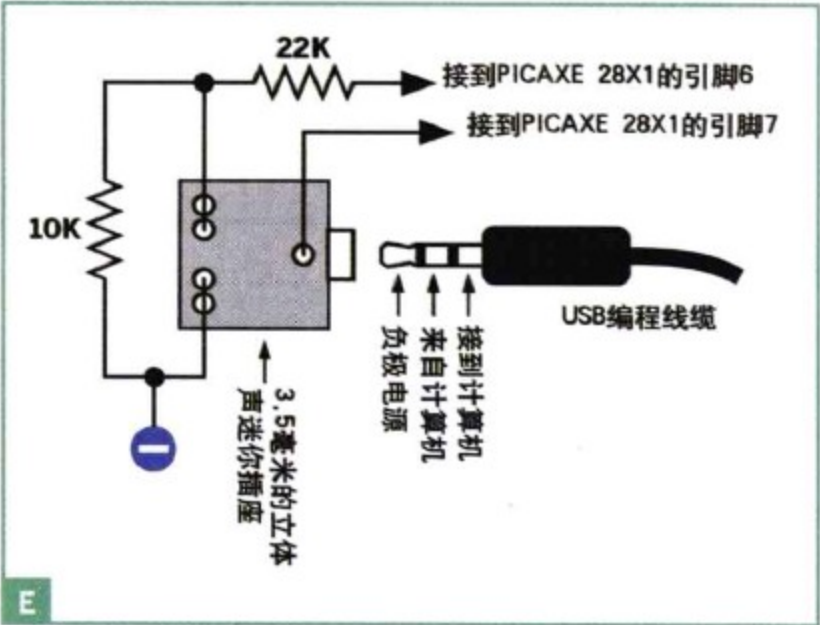 22K
接到PICAXE 28X1的引脚6
接到PICAXE 28X1的引脚7
10K
USB编程线缆
负极电源
来自计算机
接到计算机
3,5毫米的立体
声迷你插座
E